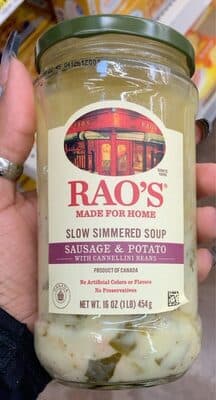 RAO'S
MADE FOR HOME
SLOW SIMMERED SOUP
SAUSAGE & POTATO
WITH CANNELLINI BEANS
PRODUCT OF CANADA
No Artificial Colors or Flavors
No Preservatives
NET WT. 16 OZ (1 LB) 454g